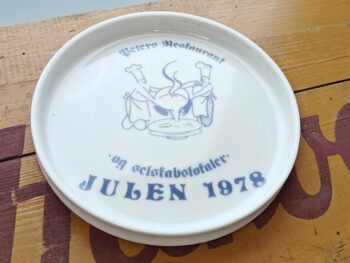 Peters Restaurant
·og selskabslokaler·
JULEN 1978